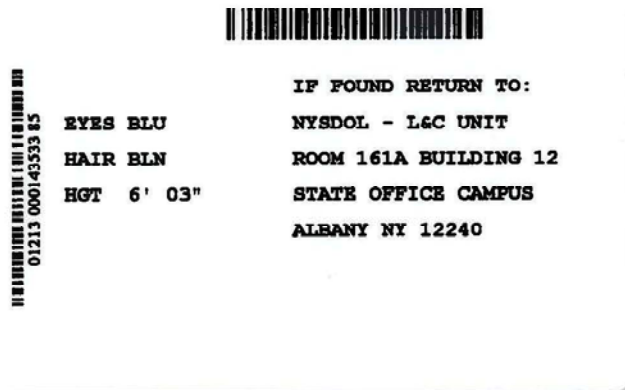 IF FOUND RETURN TO:
EYES BLU NYSDOL - L&C UNIT
HAIR BLN ROOM 161A BUILDING 12
HGT 6' 03" STATE OFFICE CAMPUS
ALBANY NY 12240
01213 000143533 85